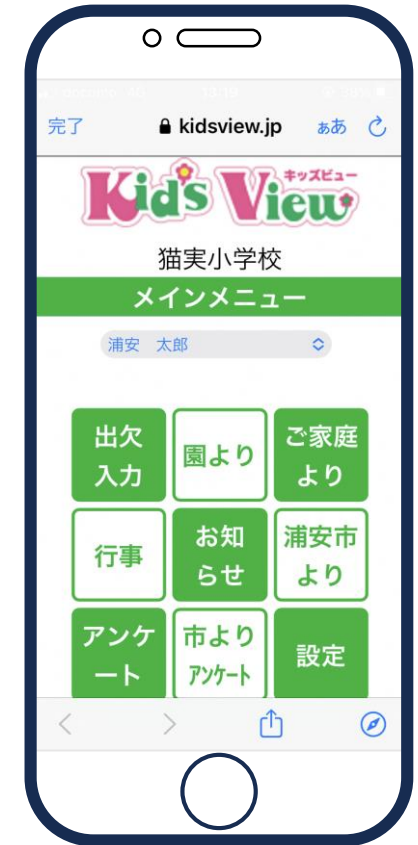 完了
kidsview.jp
ぁあ
キッズビュー
Kid's View
猫実小学校
メインメニュー
浦安 太郎
出欠
入力
園より
ご家庭
より
行事
お知
らせ
浦安市
より
アンケ
ート
市より
アンケート
設定